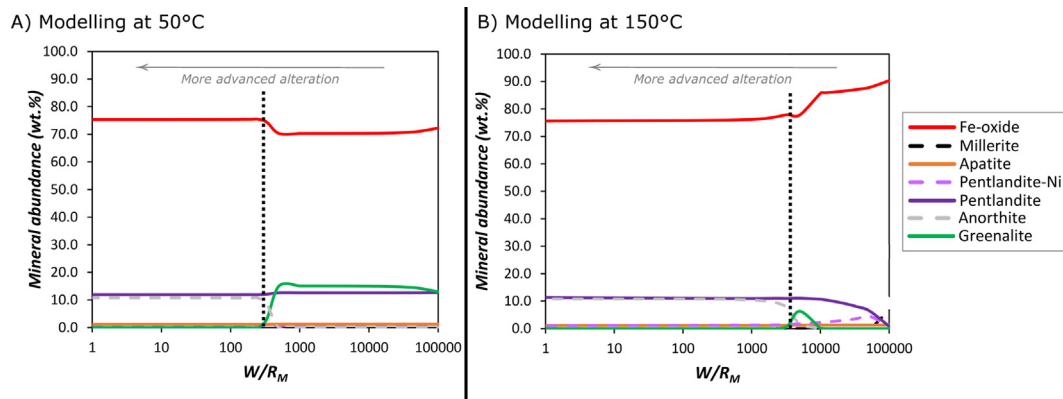 A) Modelling at 50°C
100.0
90.0
80.0
70.0
60.0
50.0
40.0
30.0
20.0
10.0
0.0
Mineral abundance (wt.%)
More advanced alteration
1 10 100 1000 10000 100000
W/RM
B) Modelling at 150°C
100.0
90.0
80.0
70.0
60.0
50.0
40.0
30.0
20.0
10.0
0.0
Mineral abundance (wt.%)
More advanced alteration
1 10 100 1000 10000 100000
W/RM
Fe-oxide
Millerite
Apatite
Pentlandite-Ni
Pentlandite
Anorthite
Greenalite